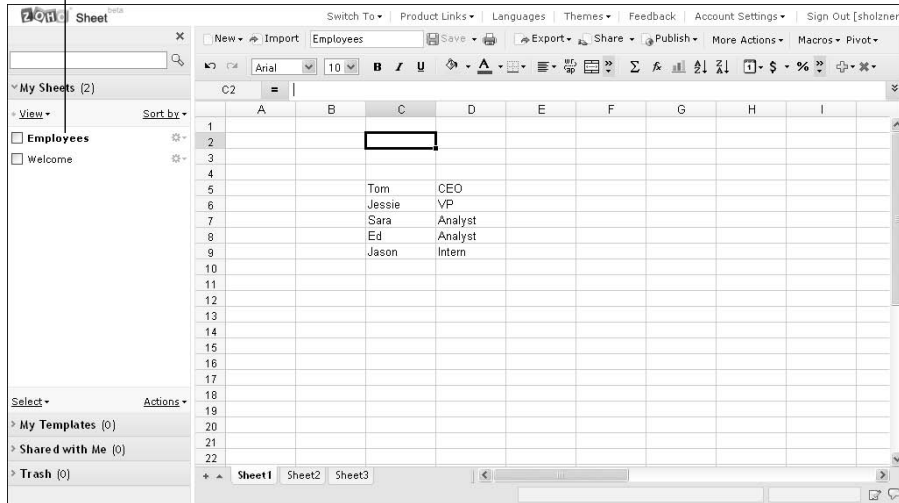 ZOHO Sheet beta
Switch To Product Links Languages Themes Feedback Account Settings Sign Out [sholzner
New Import Employees Save Export Share Publish More Actions Macros Pivot
Arial 10 B I U A Σ fx $ %
My Sheets (2)
C2 =
View Sort by
A B C D E F G H I
Employees
Welcome
1
2
3
4
5 Tom CEO
6 Jessie VP
7 Sara Analyst
8 Ed Analyst
9 Jason Intern
10
11
12
13
14
15
16
17
18
19
20
21
22
Select Actions
My Templates (0)
Shared with Me (0)
Trash (0)
Sheet1 Sheet2 Sheet3